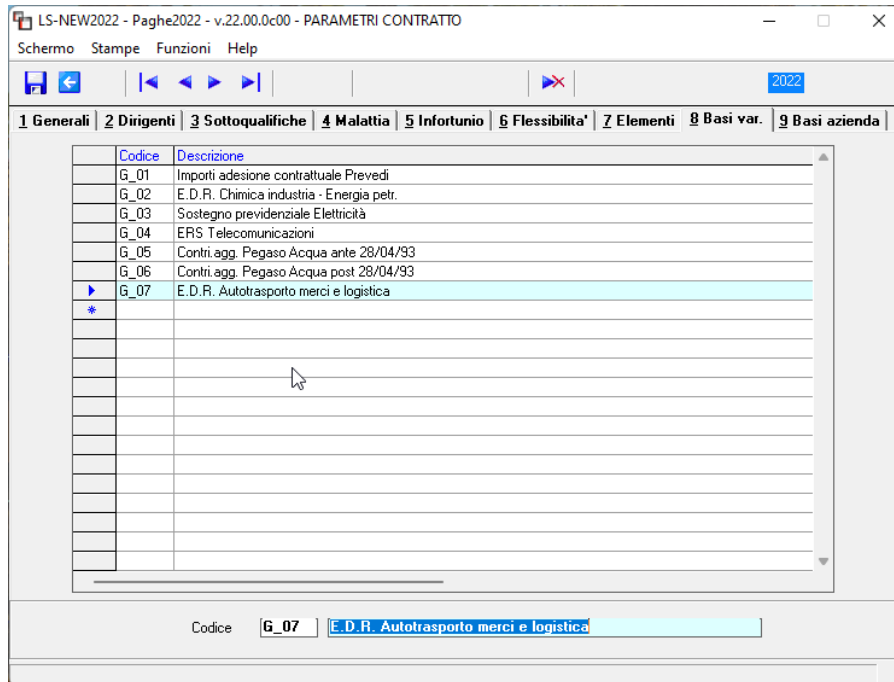 LS-NEW2022 - Paghe2022 - v.22.00.0c00 - PARAMETRI CONTRATTO
Schermo Stampe Funzioni Help
2022
1 Generali 2 Dirigenti 3 Sottoqualifiche 4 Malattia 5 Infortunio 6 Flessibilita' 7 Elementi 8 Basi var. 9 Basi azienda
Codice Descrizione
G_01 Importi adesione contrattuale Prevedi
G_02 E.D.R. Chimica industria - Energia petr.
G_03 Sostegno previdenziale Elettricità
G_04 ERS Telecomunicazioni
G_05 Contri.agg. Pegaso Acqua ante 28/04/93
G_06 Contri.agg. Pegaso Acqua post 28/04/93
G_07 E.D.R. Autotrasporto merci e logistica
Codice G_07 E.D.R. Autotrasporto merci e logistica